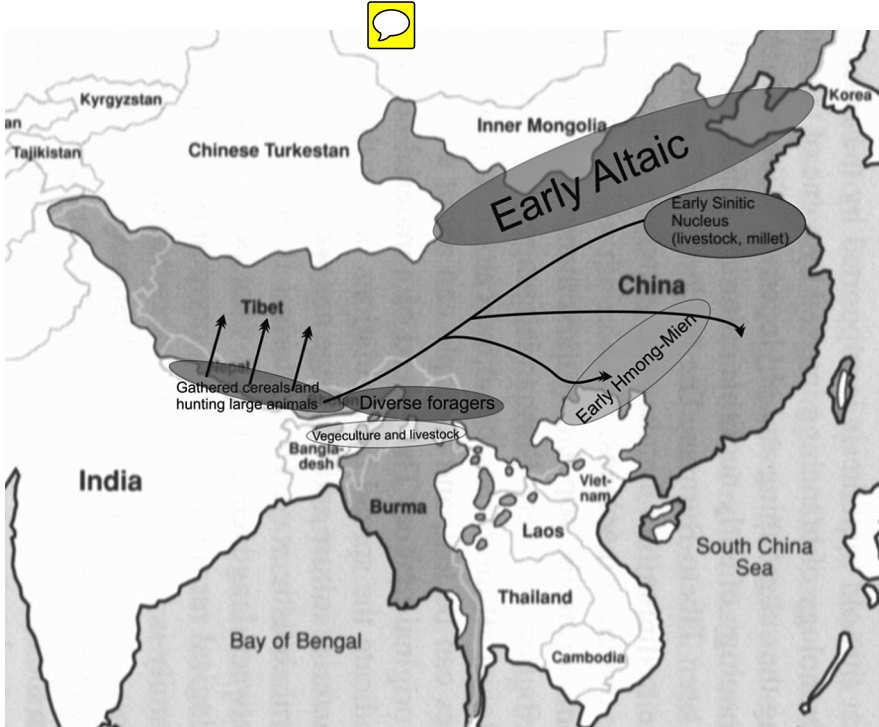 Kyrgyzstan
an
Tajikistan
Chinese Turkestan
Inner Mongolia
Korea
Early Altaic
Early Sinitic
Nucleus
(livestock, millet)
China
Tibet
Early Hmong-Mien
Nepal
Gathered cereals and
hunting large animals
Diverse foragers
Vegeculture and livestock
Bangla-
desh
India
Burma
Viet-
nam
Laos
South China
Sea
Thailand
Bay of Bengal
Cambodia